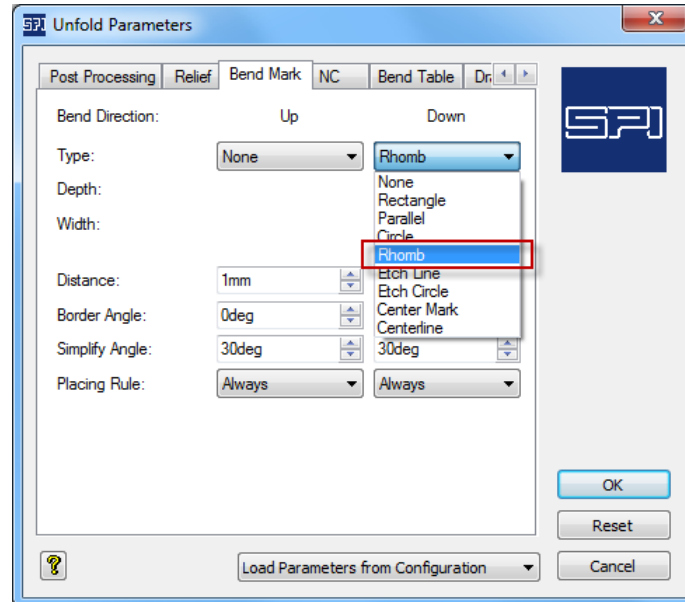 Unfold Parameters
Post Processing Relief Bend Mark NC Bend Table
Bend Direction: Up Down
Type: None Rhomb
None
Depth:
Rectangle
Parallel
Width:
Circle
Rhomb
Etch Line
Distance: 1mm
Etch Circle
Border Angle: 0deg
Center Mark
Centerline
Simplify Angle: 30deg 30deg
Placing Rule: Always Always
SPI
OK
Reset
Load Parameters from Configuration Cancel